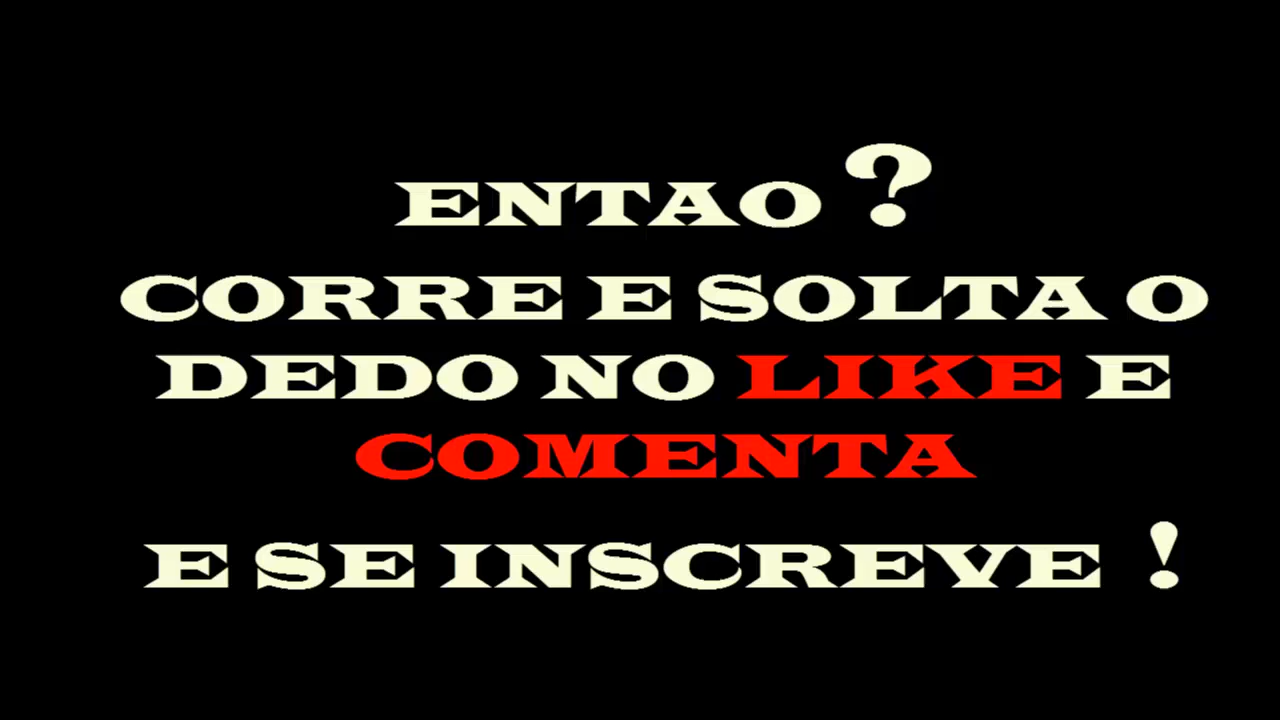 ENTAO ?
CORRE E SOLTA O
DEDO NO LIKE E
COMENTA
E SE INSCREVE !